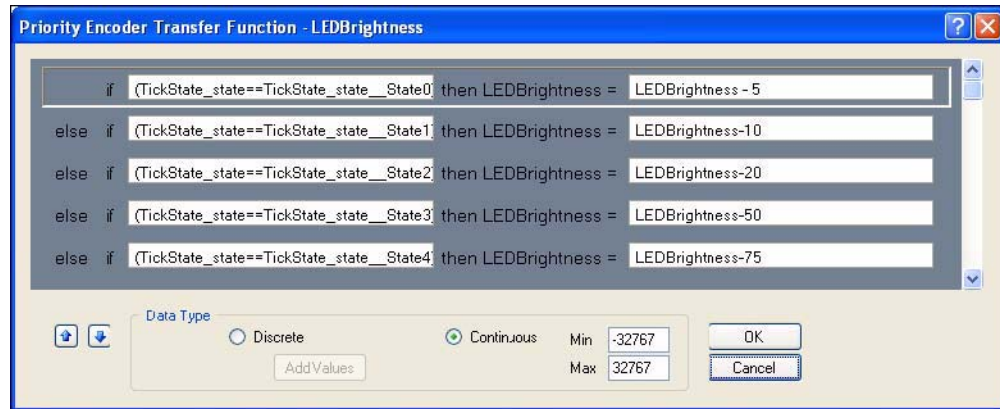 Priority Encoder Transfer Function - LEDBrightness
if (TickState_state==TickState_state__State0) then LEDBrightness = LEDBrightness - 5
else if (TickState_state==TickState_state__State1) then LEDBrightness = LEDBrightness-10
else if (TickState_state==TickState_state__State2) then LEDBrightness = LEDBrightness-20
else if (TickState_state==TickState_state__State3) then LEDBrightness = LEDBrightness-50
else if (TickState_state==TickState_state__State4) then LEDBrightness = LEDBrightness-75
Data Type
Discrete Continuous Min -32767 OK
AddValues Max 32767 Cancel